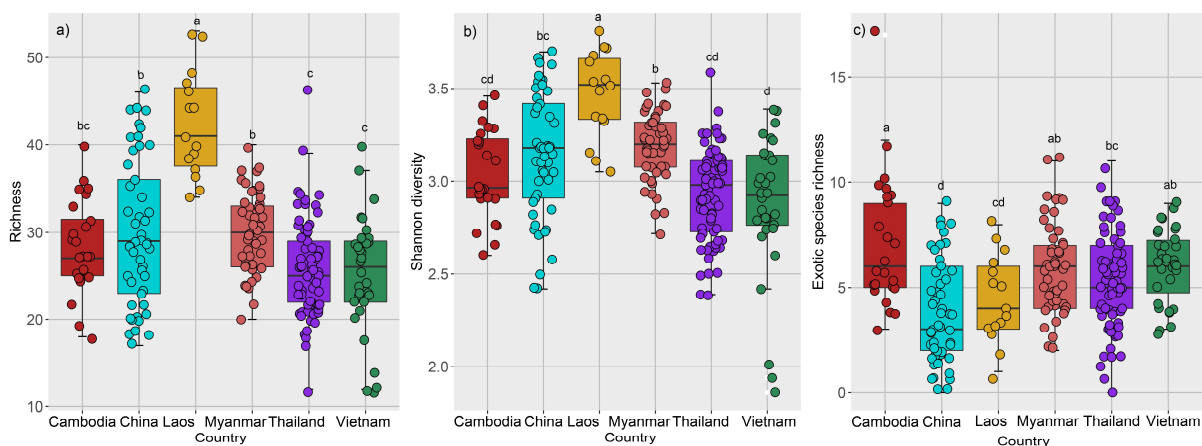 a)
Richness
50
40
30
20
10
bc
b
a
b
c
c
Cambodia China Laos Myanmar Thailand Vietnam
Country
b)
Shannon diversity
3.5
3.0
2.5
2.0
cd
bc
a
b
cd
d
Cambodia China Laos Myanmar Thailand Vietnam
Country
c)
Exotic species richness
15
10
5
0
a
d
cd
ab
bc
ab
Cambodia China Laos Myanmar Thailand Vietnam
Country